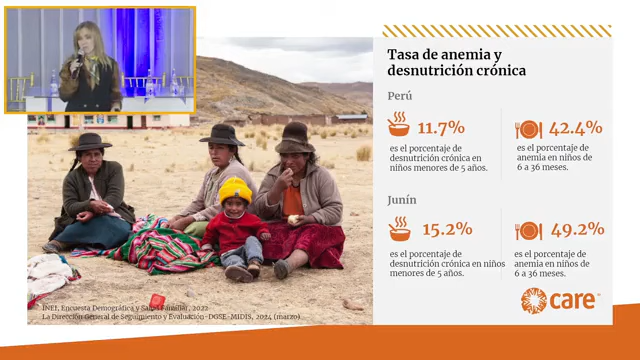 Tasa de anemia y
desnutrición crónica
Perú
11.7%
es el porcentaje de
desnutrición crónica en
niños menores de 5 años.
42.4%
es el porcentaje de
anemia en niños de
6 a 36 meses.
Junín
15.2%
es el porcentaje de
desnutrición crónica en niños
menores de 5 años.
49.2%
es el porcentaje de
anemia en niños de
6 a 36 meses.
INEI, Encuesta Demográfica y Salud Familiar, 2022
La Dirección General de Seguimiento y Evaluación-DGSE-MIDIS, 2024 (marzo)
care